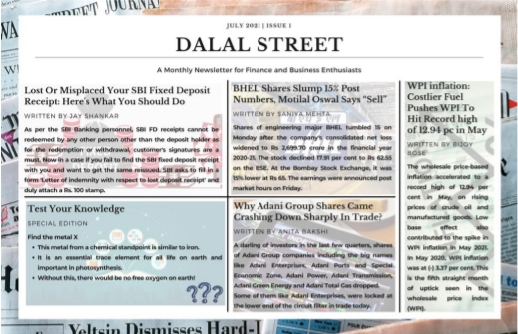 STREET JOURNAL
JULY 2021 | ISSUE 1
DALAL STREET
A Monthly Newsletter for Finance and Business Enthusiasts
Lost Or Misplaced Your SBI Fixed Deposit
Receipt: Here's What You Should Do
WRITTEN BY JAY SHANKAR
As per the SBI Banking personnel, SBI FD receipts cannot be
redeemed by any other person other than the deposit holder as
for the redemption or withdrawal, customer's signatures are a
must. Now in case if you fail to find the SBI fixed deposit receipt
with you and want to get the same reissued, SBI asks to fill in a
form 'Letter of Indemnity with respect to lost deposit receipt' and
duly attach a Rs. 100 stamp.
BHEL Shares Slump 15% Post
Numbers, Motilal Oswal Says "Sell"
WRITTEN BY SANIYA MEHTA
Shares of engineering major BHEL tumbled 15 on
Monday after the company's consolidated net loss
widened to Rs 2,699.70 crore in the financial year
2020-21. The stock declined 17.91 per cent to Rs 62.55
on the BSE. At the Bombay Stock Exchange, it was
15% lower at Rs 65. The earnings were announced post
market hours on Friday.
WPI inflation:
Costlier Fuel
Pushes WPI To
Hit Record high
of 12.94 pc in May
WRITTEN BY BIJOY
BOSE
The wholesale price-based
inflation accelerated to a
record high of 12.94 per
cent in May, on rising
prices of crude oil and
manufactured goods. Low
base effect also
contributed to the spike in
WPI inflation in May 2021.
In May 2020, WPI inflation
was at (-) 3.37 per cent. This
is the fifth straight month
of uptick seen in the
wholesale price index
(WPI).
Test Your Knowledge
SPECIAL EDITION
Find the metal X
• This metal from a chemical standpoint is similar to iron.
• It is an essential trace element for all life on earth and
important in photosynthesis.
• Without this, there would be no free oxygen on earth!
???
Why Adani Group Shares Came
Crashing Down Sharply In Trade?
WRITTEN BY ANITA BAKSHI
A darling of investors in the last few quarters, shares
of Adani Group companies including the big names
like Adani Enterprises, Adani Ports and Special
Economic Zone, Adani Power, Adani Transmission,
Adani Green Energy and Adani Total Gas dropped.
Some of them like Adani Enterprises, were locked at
the lower end of the circuit filter in trade today.
Yeltsin Dismisses Hard-l